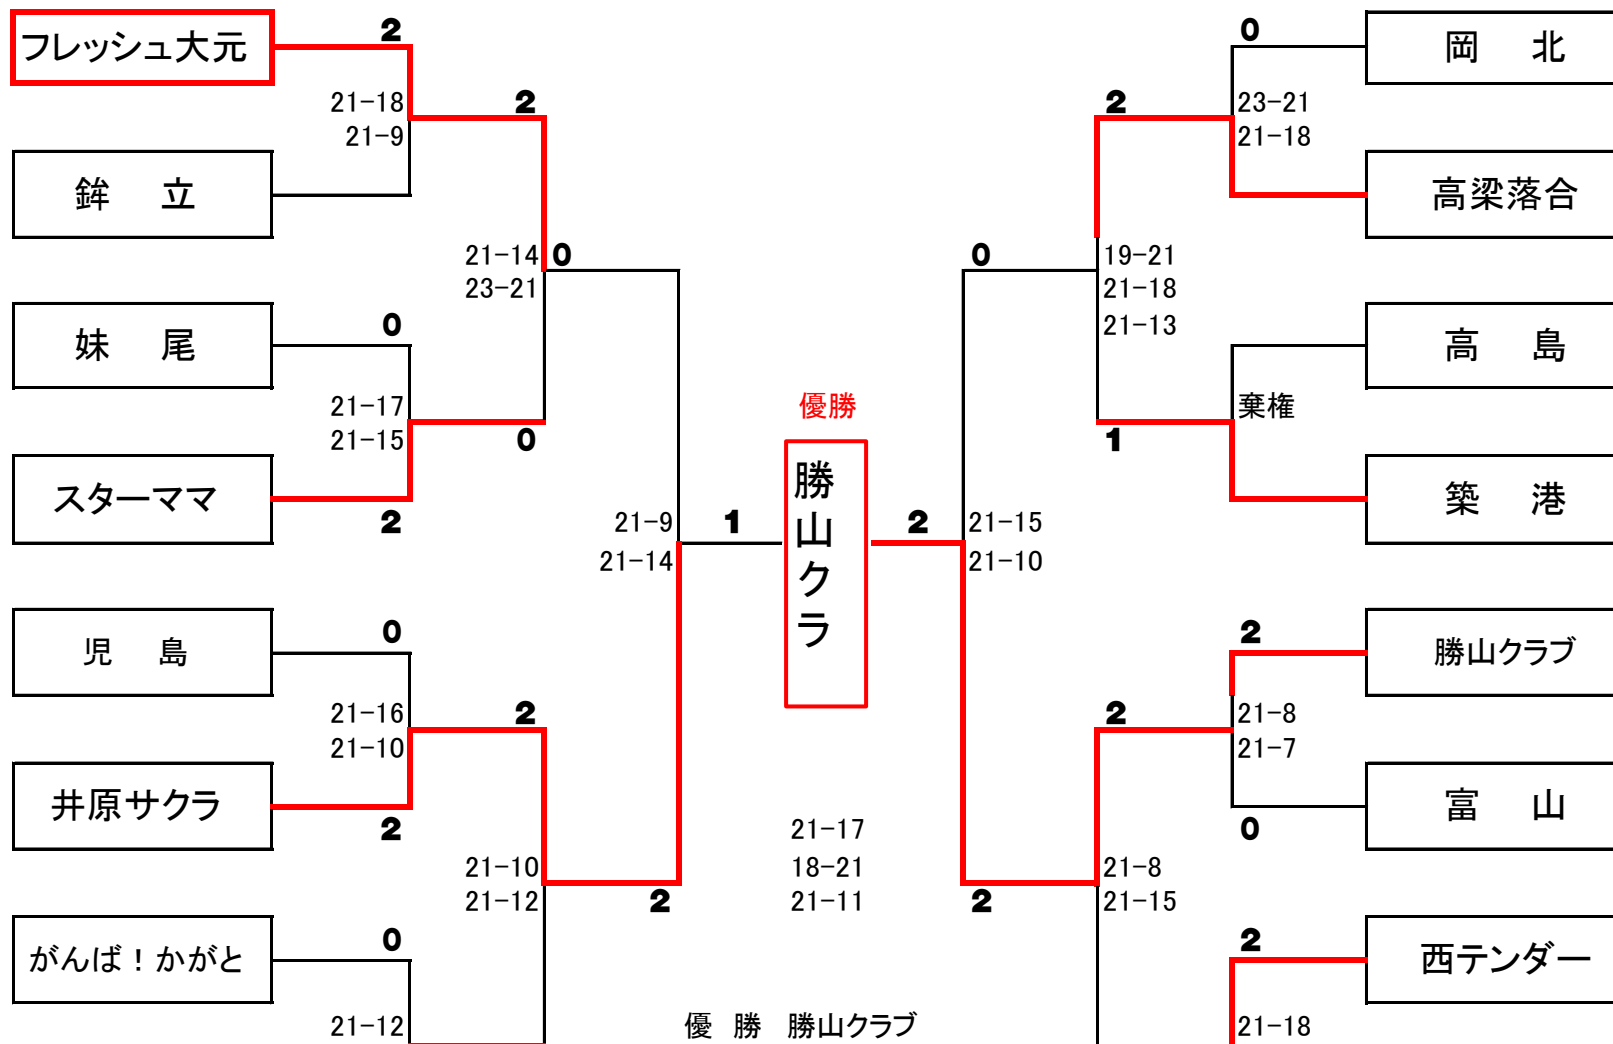 フレッシュ大元
2
21-18
21-9
鉾　立
2
21-14
23-21
0
妹　尾
0
21-17
21-15
スターママ
2
0
21-9
21-14
1
児　島
0
21-16
21-10
井原サクラ
2
2
21-10
21-12
2
がんば！かがと
0
21-12
優勝
勝山クラ
21-17
18-21
21-11
優　勝　勝山クラブ
岡　北
0
23-21
21-18
高梁落合
2
19-21
21-18
21-13
0
高　島
棄権
築　港
1
2
21-15
21-10
勝山クラブ
2
21-8
21-7
富　山
0
2
21-8
21-15
2
西テンダー
2
21-18